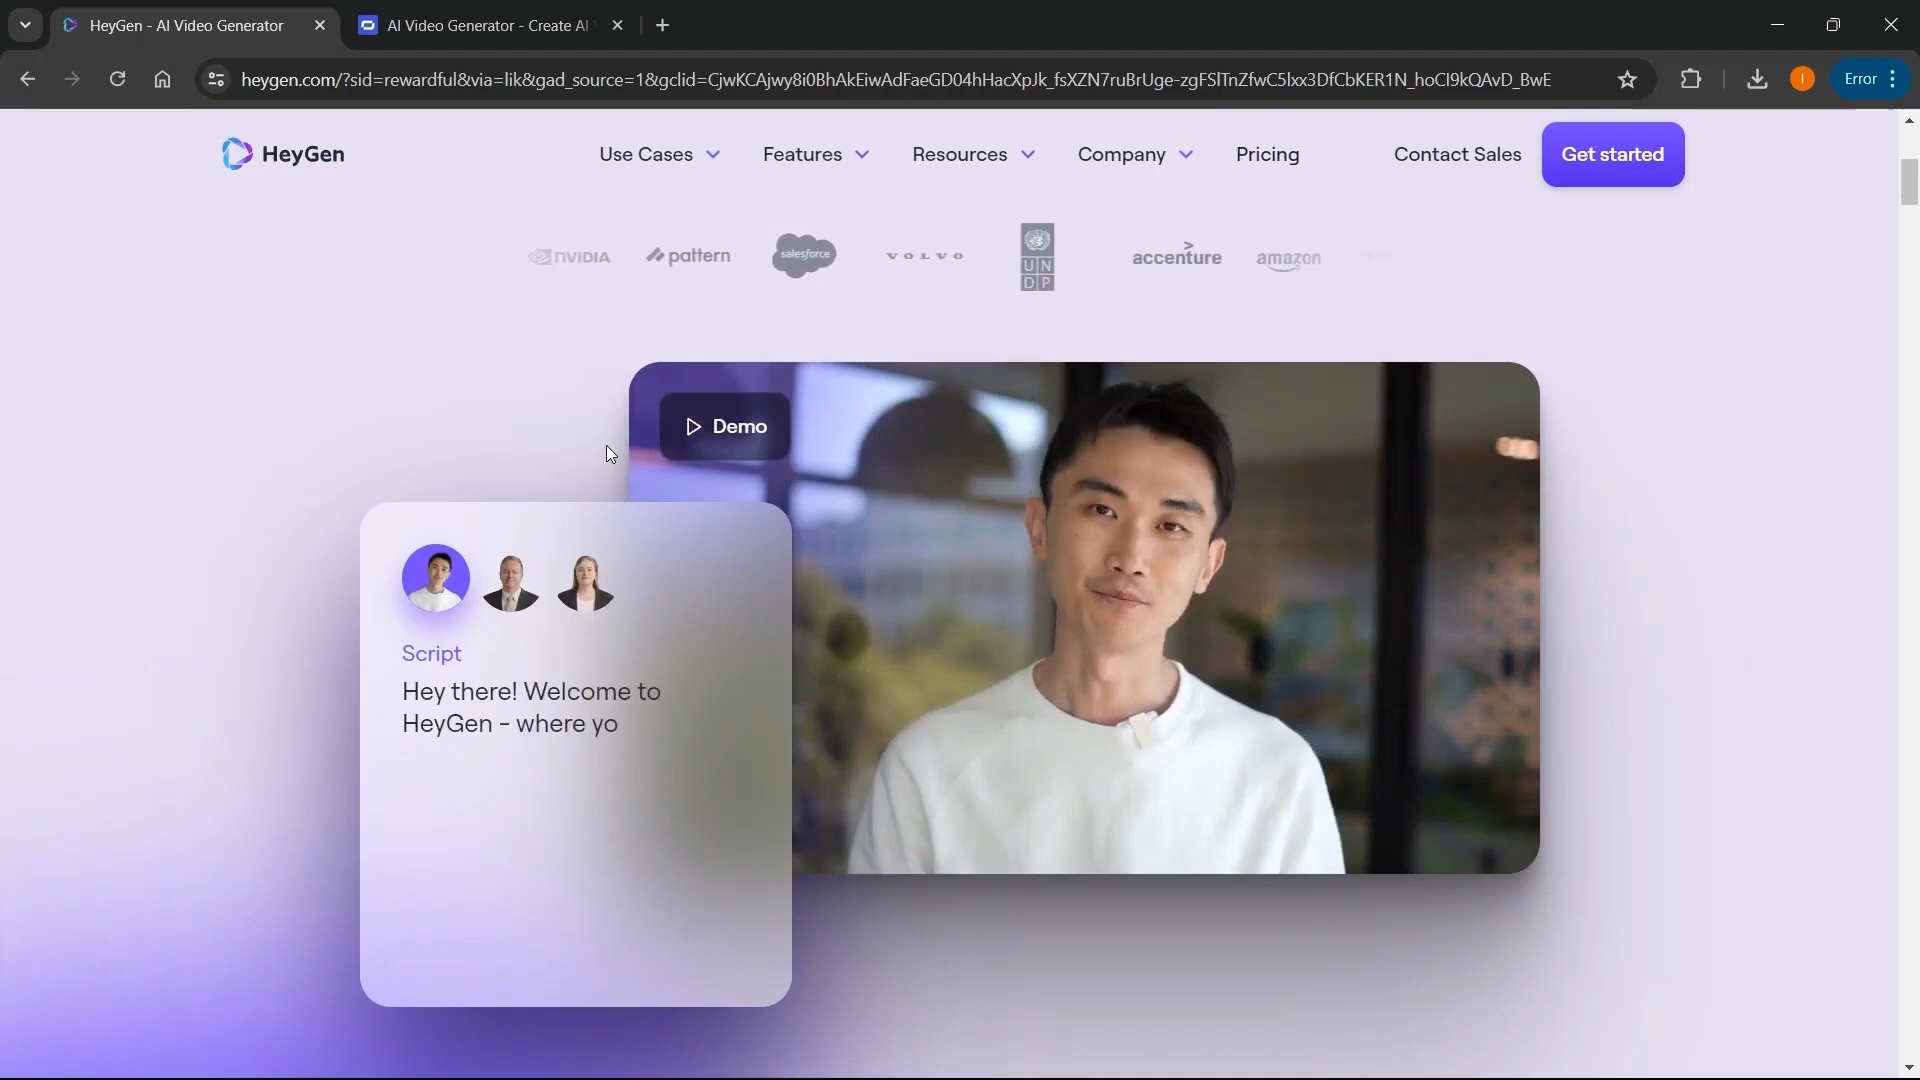 HeyGen - AI Video Generator
AI Video Generator - Create AI
heygen.com/?sid=rewardful&via=lik&gad_source=1&gclid=CjwKCAjwy8i0BhAkEiwAdFaeGD04hHacXpJk_fsXZN7ruBrUge-zgFSlTnZfwC5lxx3DfCbKER1N_hoCI9kQAvD_BwE
I
Error
HeyGen
Use Cases
Features
Resources
Company
Pricing
Contact Sales
Get started
NVIDIA
pattern
salesforce
VOLVO
UN
DP
accenture
amazon
Demo
Script
Hey there! Welcome to
HeyGen - where yo